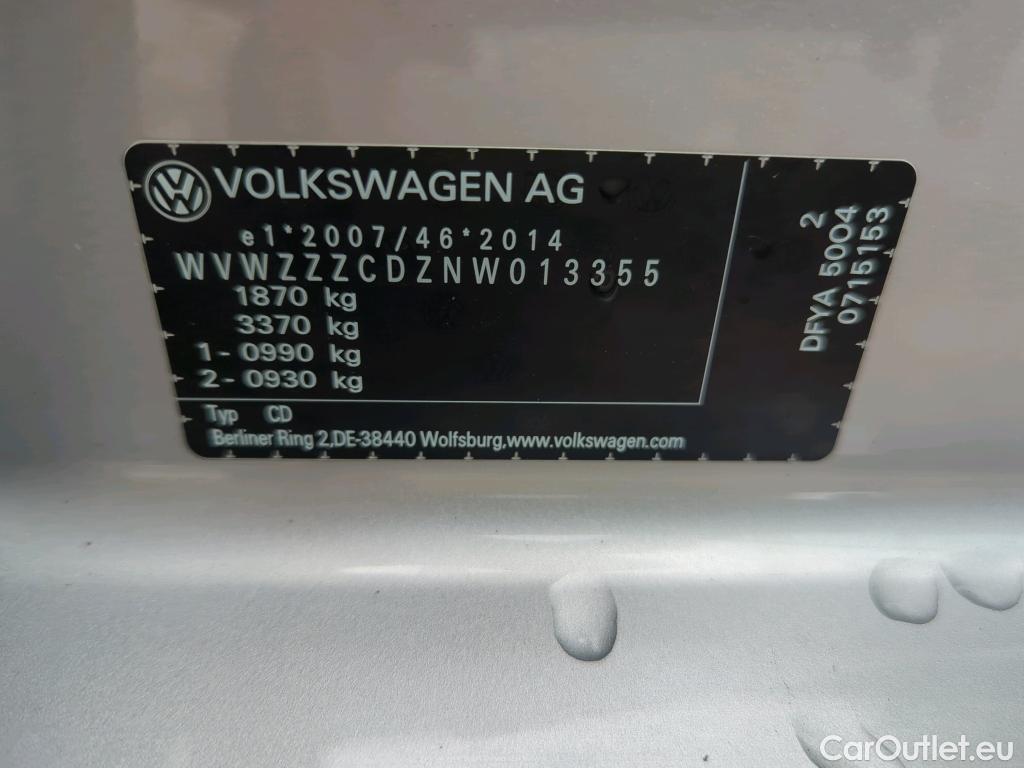 VOLKSWAGEN AG
e1*2007/46*2014
WVWZZZCDZNW013355
1870 kg
3370 kg
1- 0990 kg
2- 0930 kg
Typ CD
Berliner Ring 2,DE-38440 Wolfsburg,www.volkswagen.com
2
DFYA 5004
07151153
CarOutlet.eu